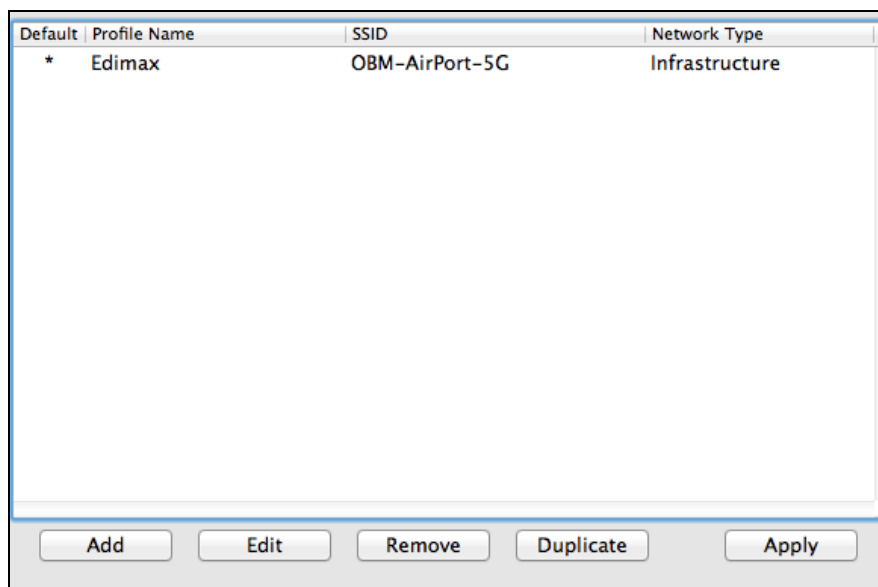 Default Profile Name SSID Network Type
* Edimax OBM-AirPort-5G Infrastructure
Add Edit Remove Duplicate Apply